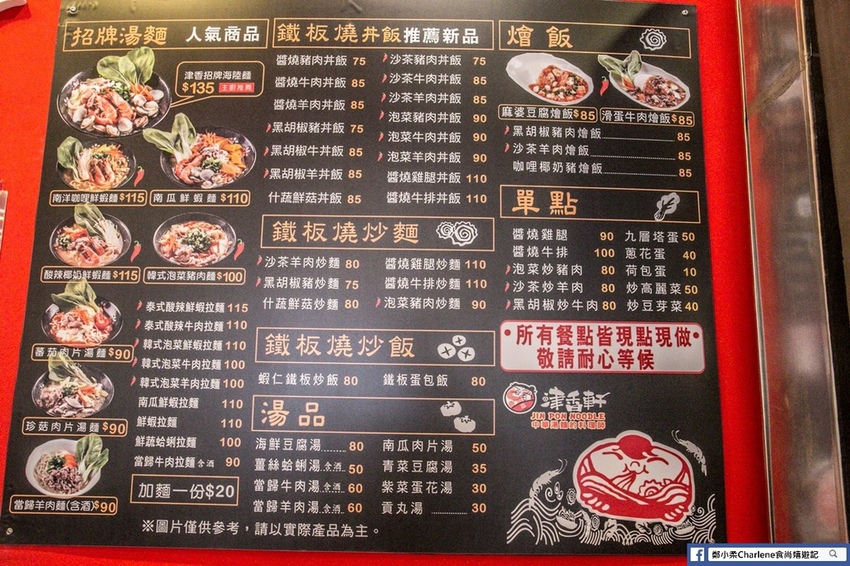 招牌湯麵 人氣商品
津香招牌海陸麵
$135 主廚推薦
南洋咖哩鮮蝦麵$115
南瓜鮮蝦麵$110
酸辣椰奶鮮蝦麵$115
韓式泡菜豬肉麵$100
蕃茄肉片湯麵$90
珍菇肉片湯麵$90
當歸羊肉麵(含酒)$90
泰式酸辣鮮蝦拉麵 115
泰式酸辣牛肉拉麵 110
韓式泡菜鮮蝦拉麵 110
韓式泡菜牛肉拉麵 100
韓式泡菜羊肉拉麵 100
南瓜鮮蝦拉麵 110
鮮蝦拉麵 110
鮮蔬蛤蜊拉麵 100
當歸牛肉拉麵 含酒 90
加麵一份$20
※圖片僅供參考，請以實際產品為主。
鐵板燒丼飯 推薦新品
醬燒豬肉丼飯 75
醬燒牛肉丼飯 85
醬燒羊肉丼飯 85
黑胡椒豬丼飯 75
黑胡椒牛丼飯 85
黑胡椒羊丼飯 85
什蔬鮮菇丼飯 85
沙茶豬肉丼飯 75
沙茶牛肉丼飯 85
沙茶羊肉丼飯 85
泡菜豬肉丼飯 90
泡菜牛肉丼飯 90
泡菜羊肉丼飯 90
醬燒雞腿丼飯 110
醬燒牛排丼飯 110
鐵板燒炒麵
沙茶羊肉炒麵 80
黑胡椒豬炒麵 75
什蔬鮮菇炒麵 80
醬燒雞腿炒麵 110
醬燒牛排炒麵 110
泡菜豬肉炒麵 90
鐵板燒炒飯
蝦仁鐵板炒飯 80
鐵板蛋包飯 80
湯品
海鮮豆腐湯 80
薑絲蛤蜊湯 含酒 50
當歸牛肉湯 含酒 60
當歸羊肉湯 含酒 60
南瓜肉片湯 50
青菜豆腐湯 35
紫菜蛋花湯 30
貢丸湯 30
燴飯
麻婆豆腐燴飯$85
滑蛋牛肉燴飯$85
黑胡椒豬肉燴飯 85
沙茶羊肉燴飯 85
咖哩椰奶豬燴飯 85
單點
醬燒雞腿 90
醬燒牛排 100
泡菜炒豬肉 80
沙茶炒羊肉 80
黑胡椒炒牛肉 80
九層塔蛋 50
蔥花蛋 40
荷包蛋 10
炒高麗菜 50
炒豆芽菜 40
•所有餐點皆現點現做•
敬請耐心等候
津香軒
JIN PON NOODLE
中華湯麵的料理師
鄭小柔Charlene食尚嬉遊記